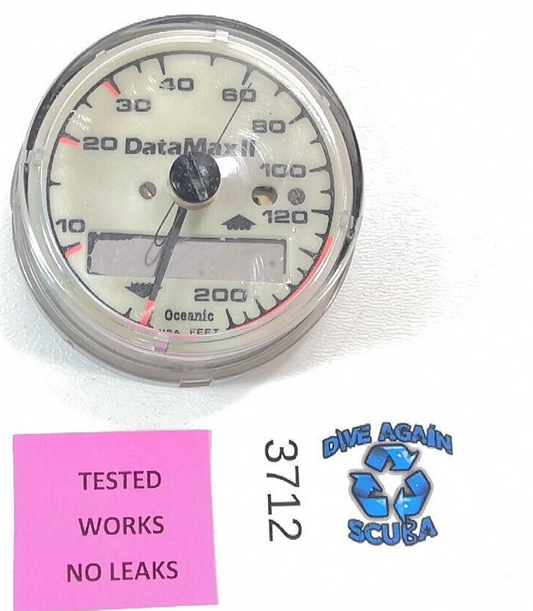 40
60
30
80
20 DataMax II
100
120
10
200
Oceanic
FEET
TESTED
WORKS
NO LEAKS
3712
DIVE AGAIN
SCUBA